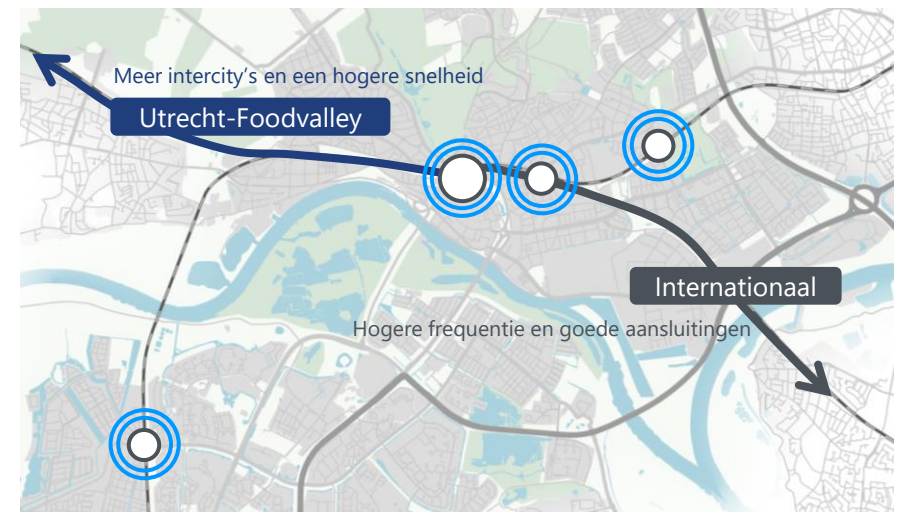 Meer intercity's en een hogere snelheid
Utrecht-Foodvalley
Internationaal
Hogere frequentie en goede aansluitingen